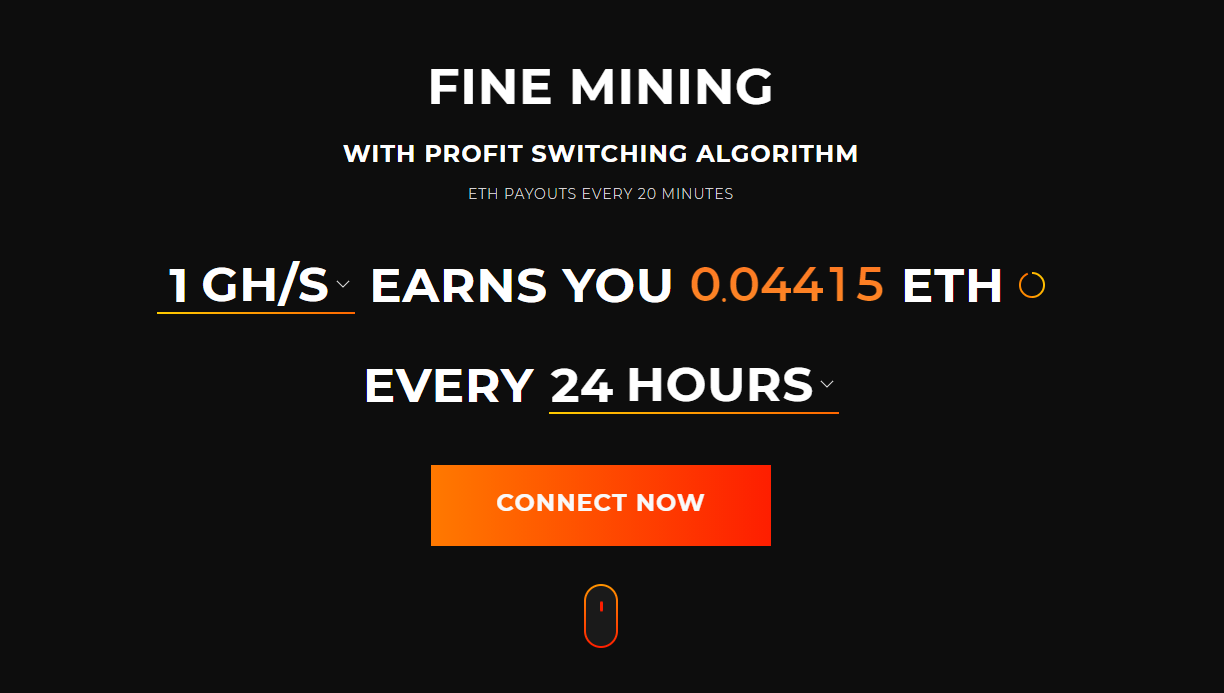 FINE MINING
WITH PROFIT SWITCHING ALGORITHM
ETH PAYOUTS EVERY 20 MINUTES
1 GH/S EARNS YOU 0.04415 ETH
EVERY 24 HOURS
CONNECT NOW